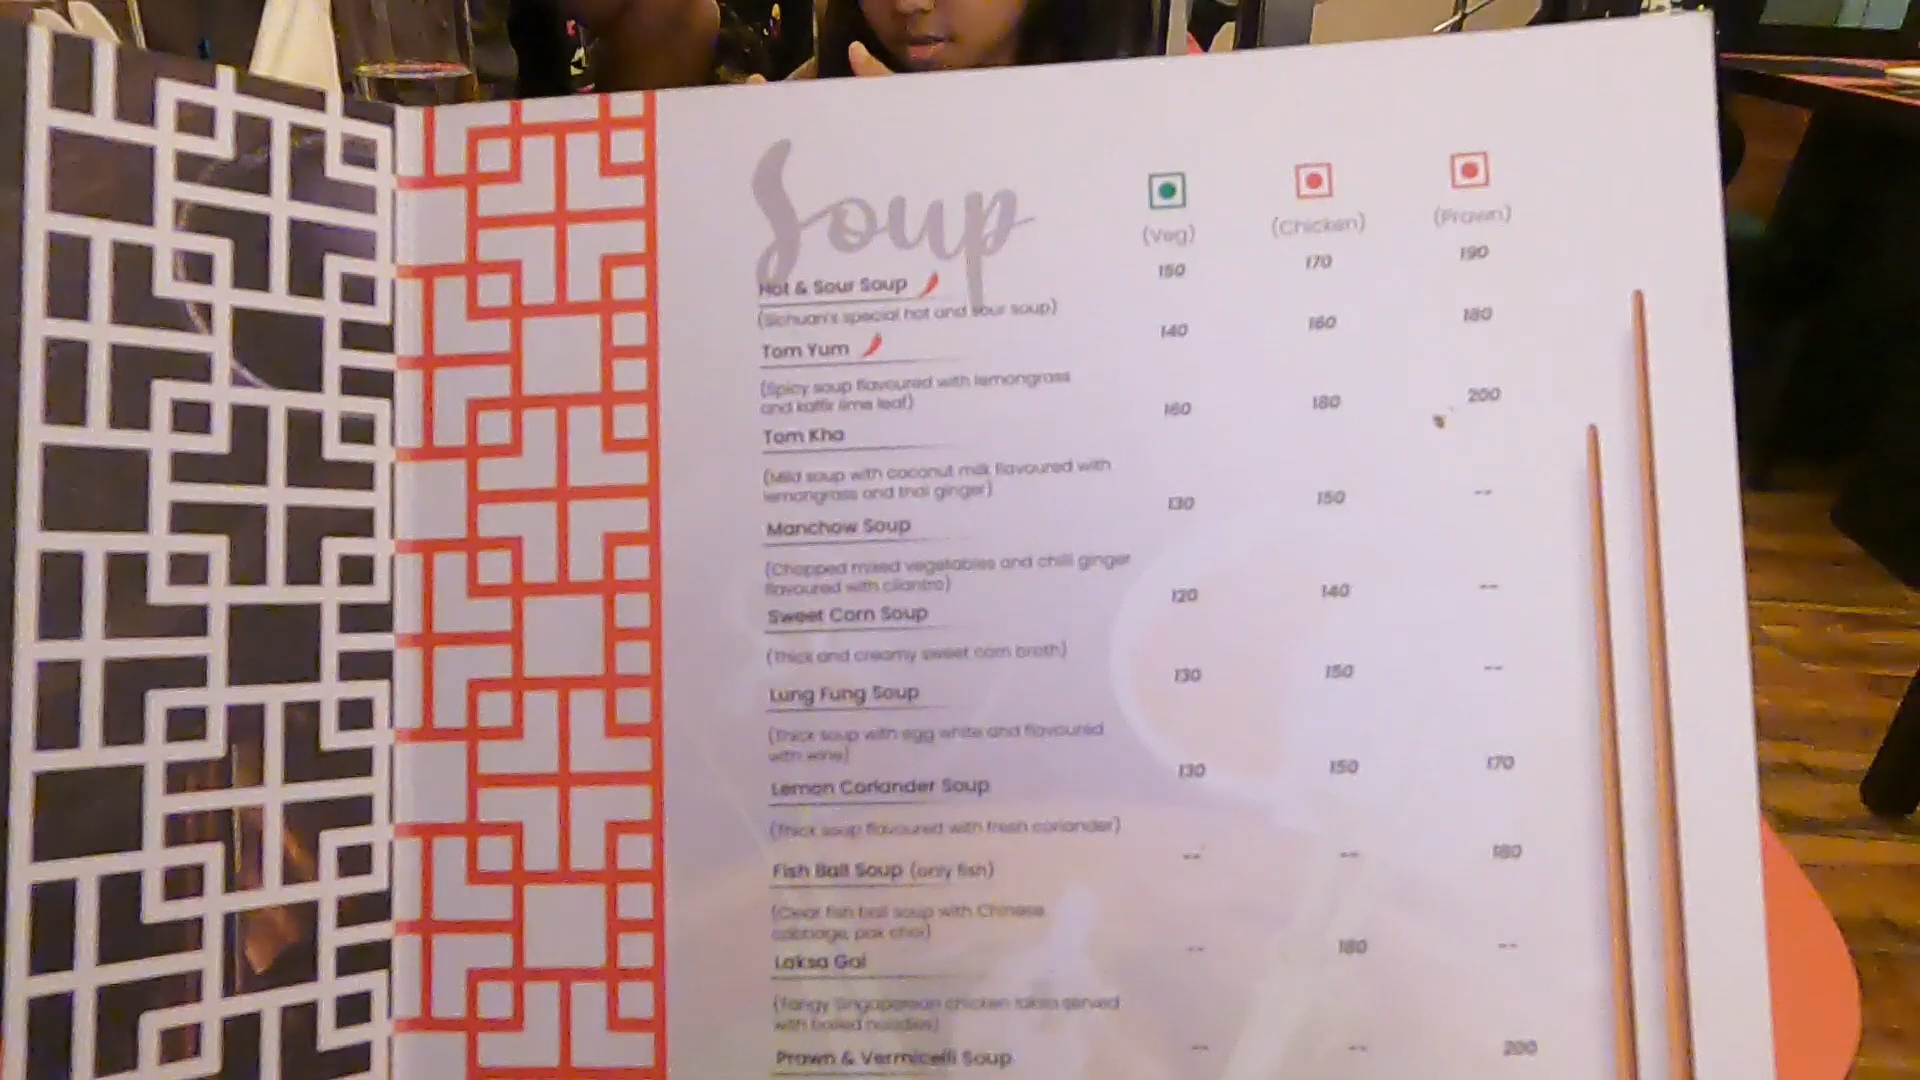 Soup
(Veg) (Chicken) (Prawn)
Hot & Sour Soup 150 170 190
(Sichuan's special hot and sour soup)
Tom Yum 140 160 180
(Spicy soup flavoured with lemongrass
and kaffir lime leaf)
Tom Kha 160 180 200
(Mild soup with coconut milk flavoured with
lemongrass and thai ginger)
Manchow Soup 130 150 --
(Chopped mixed vegetables and chilli ginger
flavoured with cilantro)
Sweet Corn Soup 120 140 --
(Thick and creamy sweet corn broth)
Lung Fung Soup 130 150 --
(Thick soup with egg white and flavoured
with wine)
Lemon Coriander Soup 130 150 170
(Thick soup flavoured with fresh coriander)
Fish Ball Soup (only fish) -- -- 180
(Clear fish ball soup with Chinese
cabbage, pak choi)
Laksa Gai -- 180 --
(Tangy Singaporean chicken laksa served
with boiled noodles)
Prawn & Vermicelli Soup -- -- 200